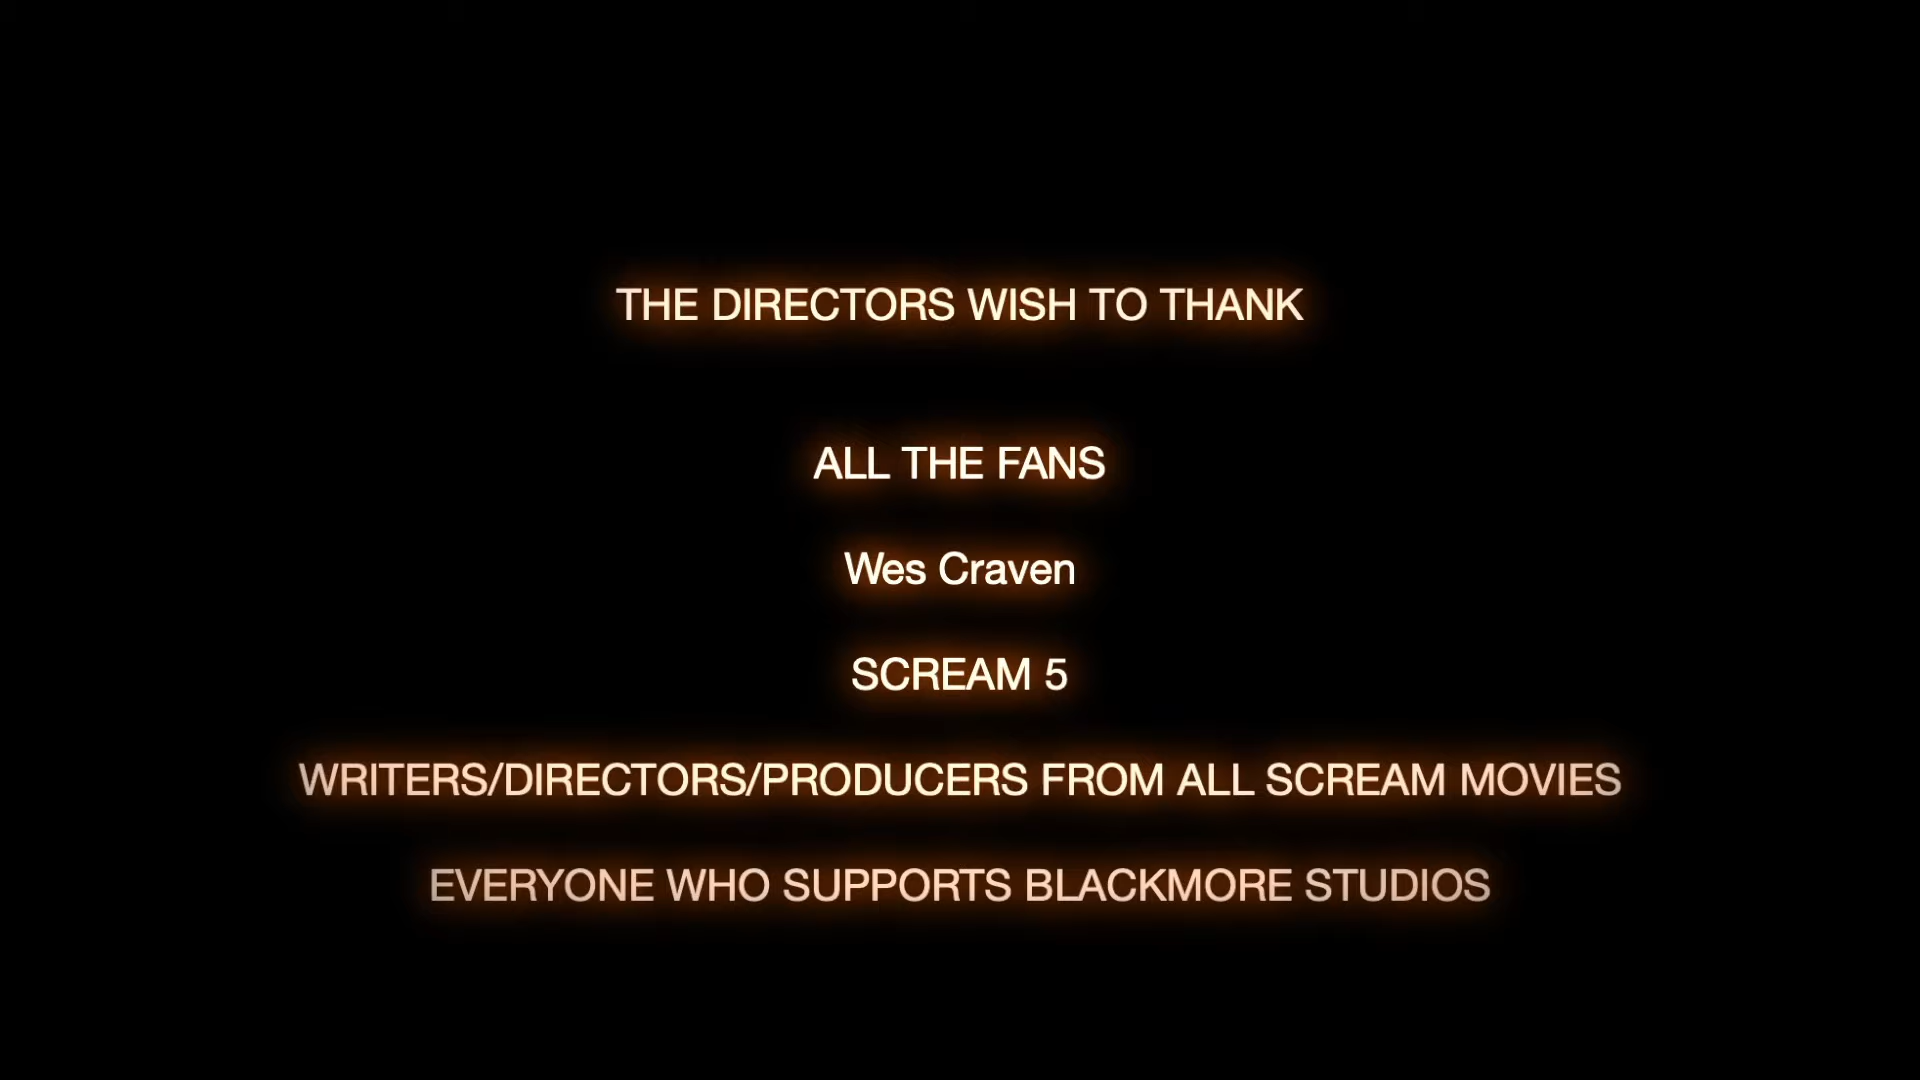 THE DIRECTORS WISH TO THANK
ALL THE FANS
Wes Craven
SCREAM 5
WRITERS/DIRECTORS/PRODUCERS FROM ALL SCREAM MOVIES
EVERYONE WHO SUPPORTS BLACKMORE STUDIOS